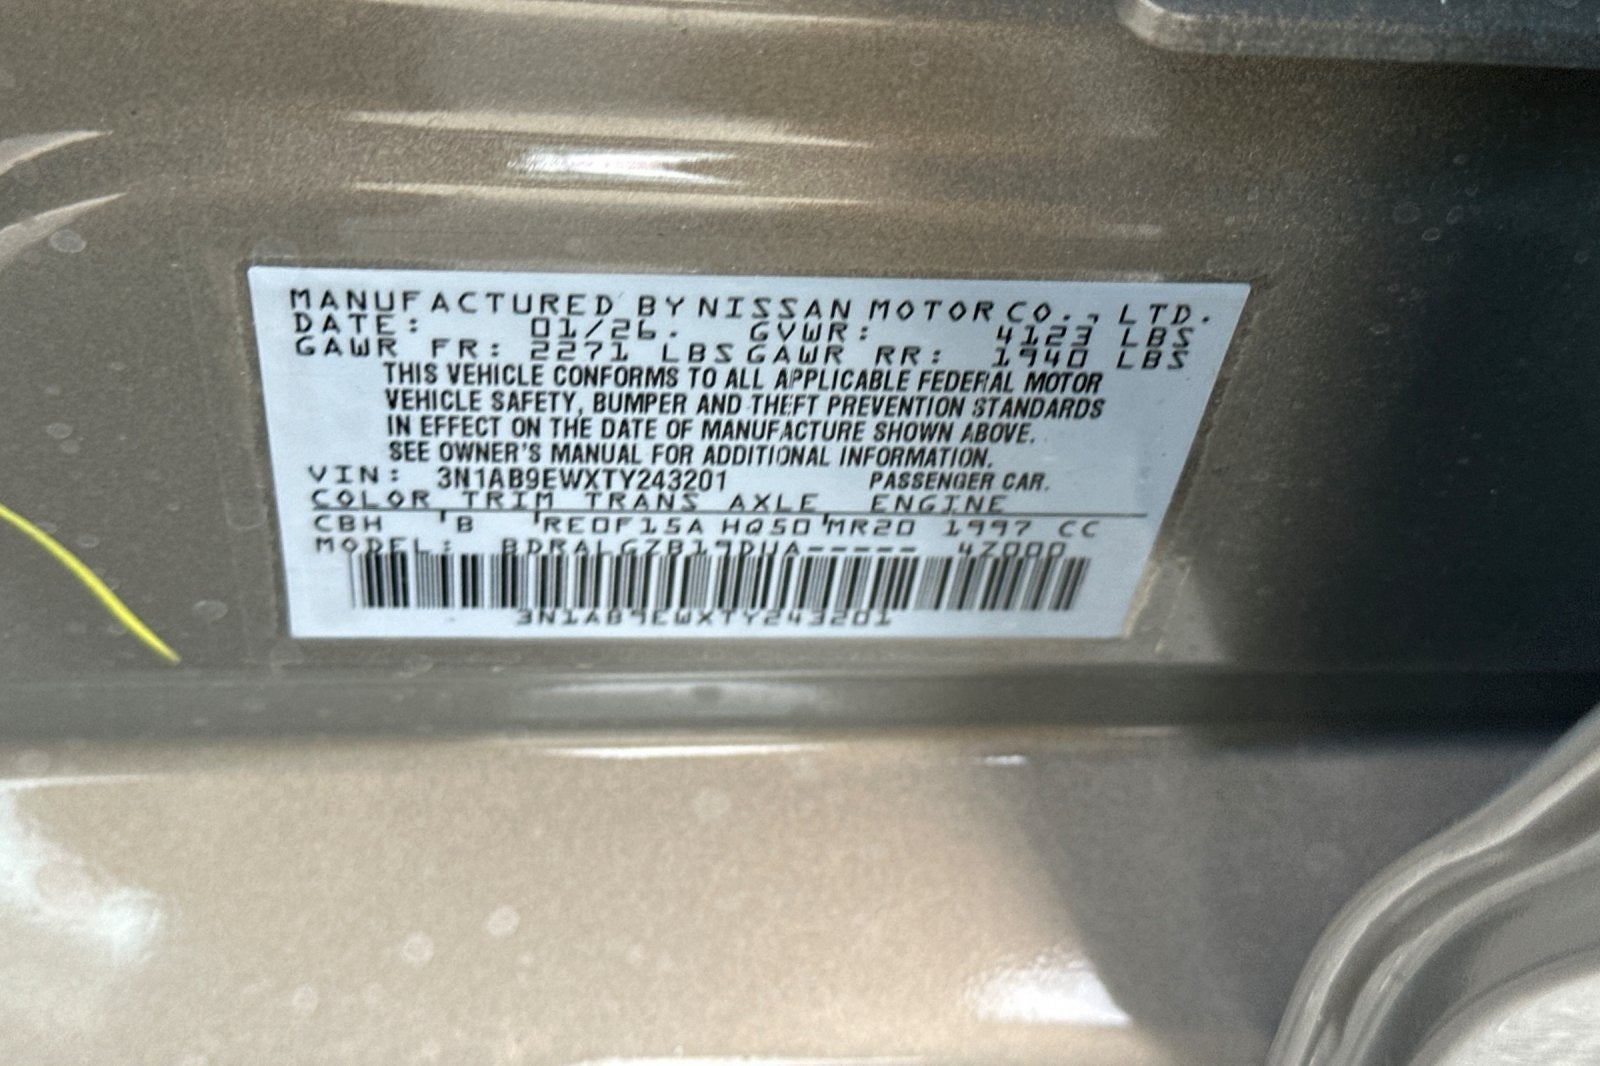 MANUFACTURED BY NISSAN MOTOR CO., LTD.
DATE: 01/26. GVWR: 4123 LBS
GAWR FR: 2271 LBS GAWR RR: 1940 LBS
THIS VEHICLE CONFORMS TO ALL APPLICABLE FEDERAL MOTOR
VEHICLE SAFETY, BUMPER AND THEFT PREVENTION STANDARDS
IN EFFECT ON THE DATE OF MANUFACTURE SHOWN ABOVE.
SEE OWNER'S MANUAL FOR ADDITIONAL INFORMATION.
VIN: 3N1AB9EWXTY243201 PASSENGER CAR.
COLOR TRIM TRANS AXLE ENGINE
CBH B RE0F15A HQ50 MR20 1997 CC
MODEL: BDRALGZB19DUA----- 4Z000
3N1AB9EWXTY243201